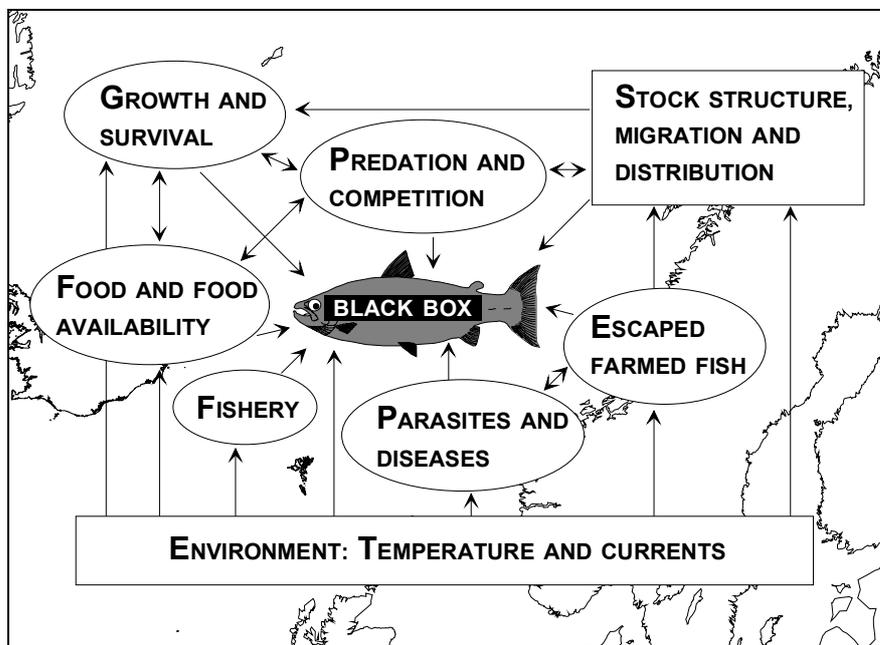 GROWTH AND
SURVIVAL
STOCK STRUCTURE,
MIGRATION AND
DISTRIBUTION
PREDATION AND
COMPETITION
FOOD AND FOOD
AVAILABILITY
BLACK BOX
ESCAPED
FARMED FISH
FISHERY
PARASITES AND
DISEASES
ENVIRONMENT: TEMPERATURE AND CURRENTS